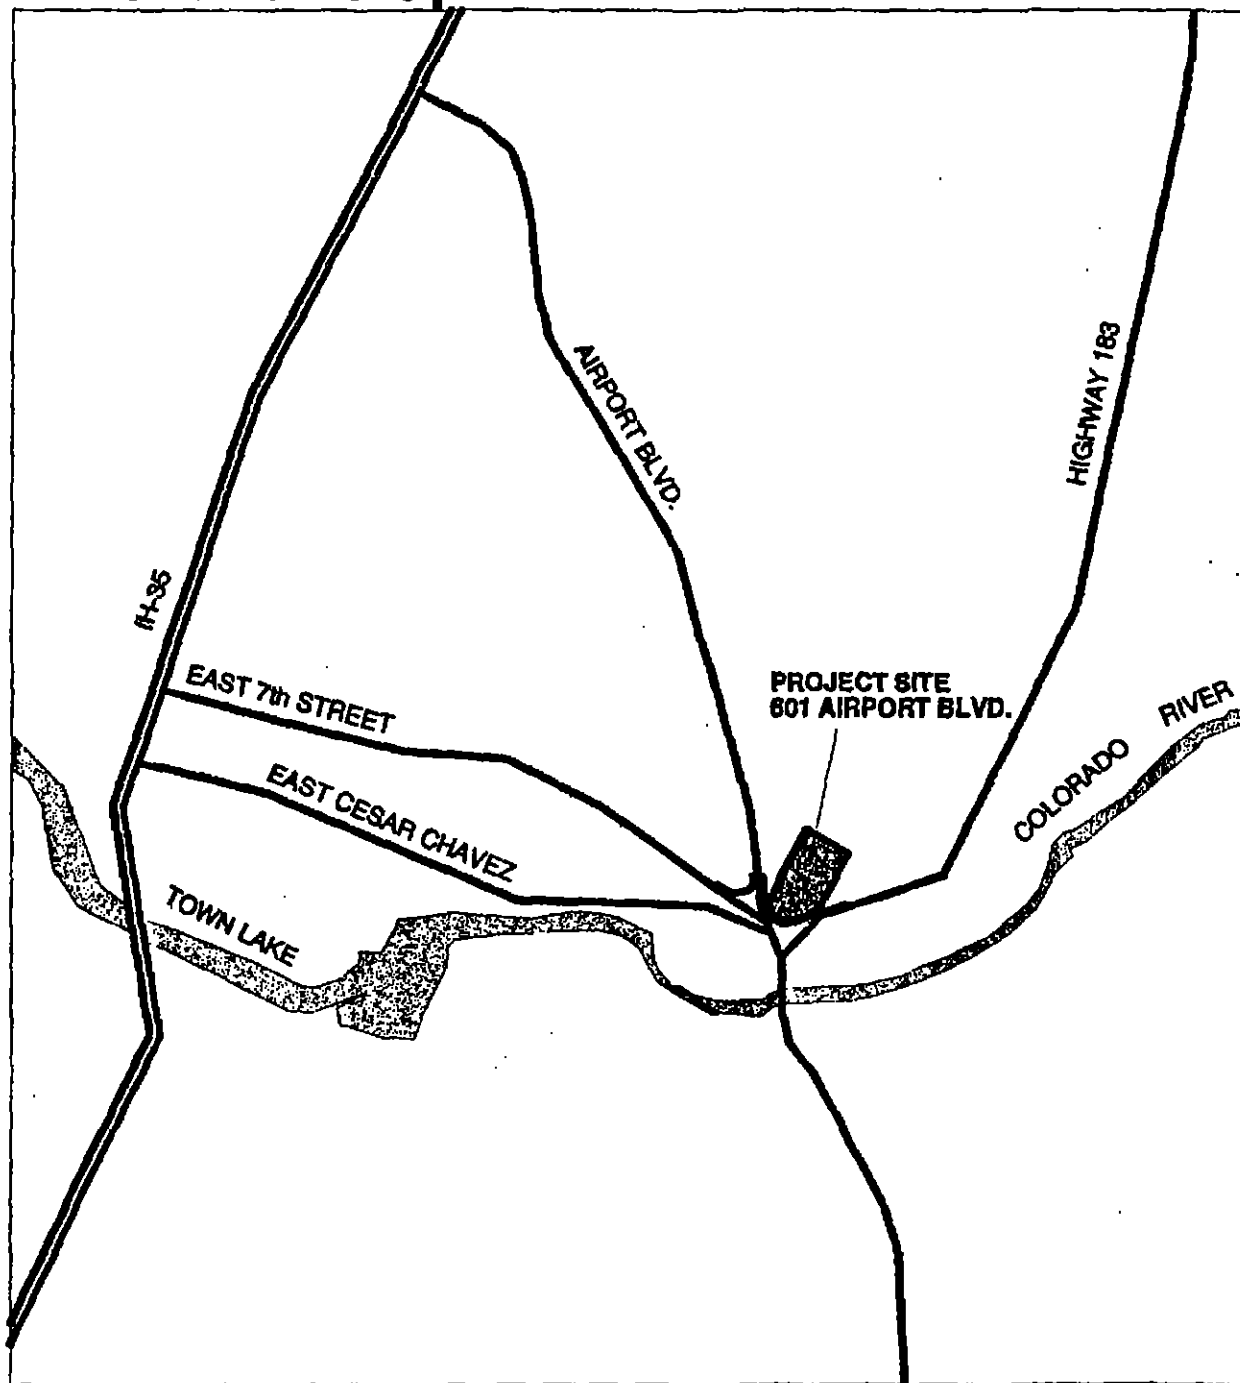 AIRPORT BLVD.
HIGHWAY 183
IH-35
EAST 7th STREET
PROJECT SITE
601 AIRPORT BLVD.
COLORADO RIVER
EAST CESAR CHAVEZ
TOWN LAKE